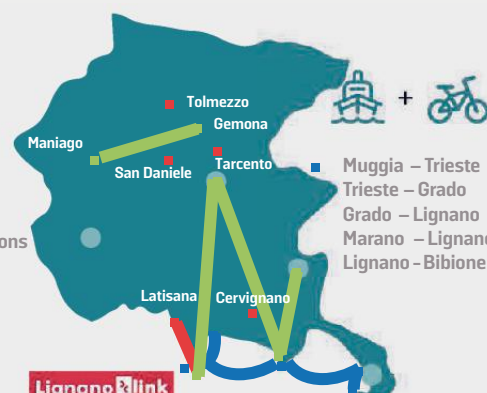 Tolmezzo
Gemona
Maniago
Tarcento
San Daniele
+
Muggia – Trieste
Trieste – Grado
Grado – Lignano
Marano – Lignano
Lignano - Bibione
ons
Latisana
Cervignano
Lignano link